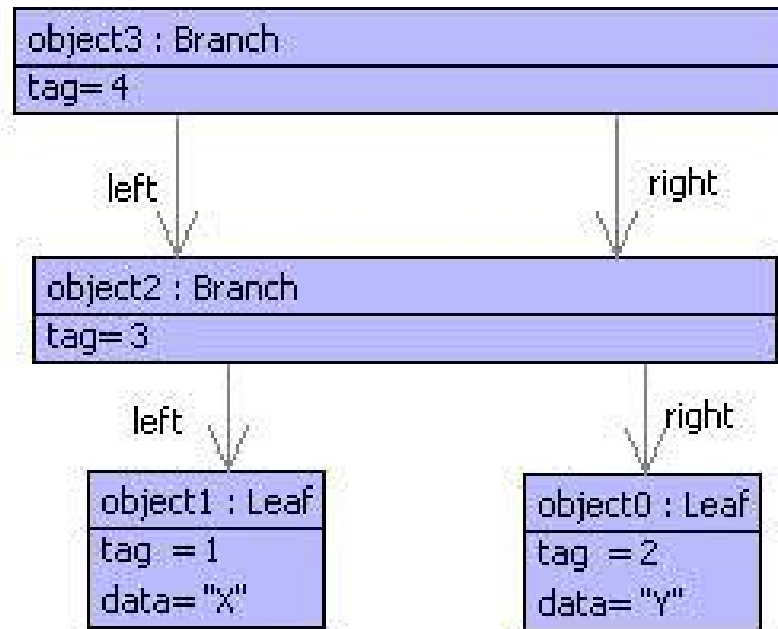 object3 : Branch
tag= 4
left
right
object2 : Branch
tag= 3
left
right
object1 : Leaf
tag = 1
data= "X"
object0 : Leaf
tag = 2
data= "Y"